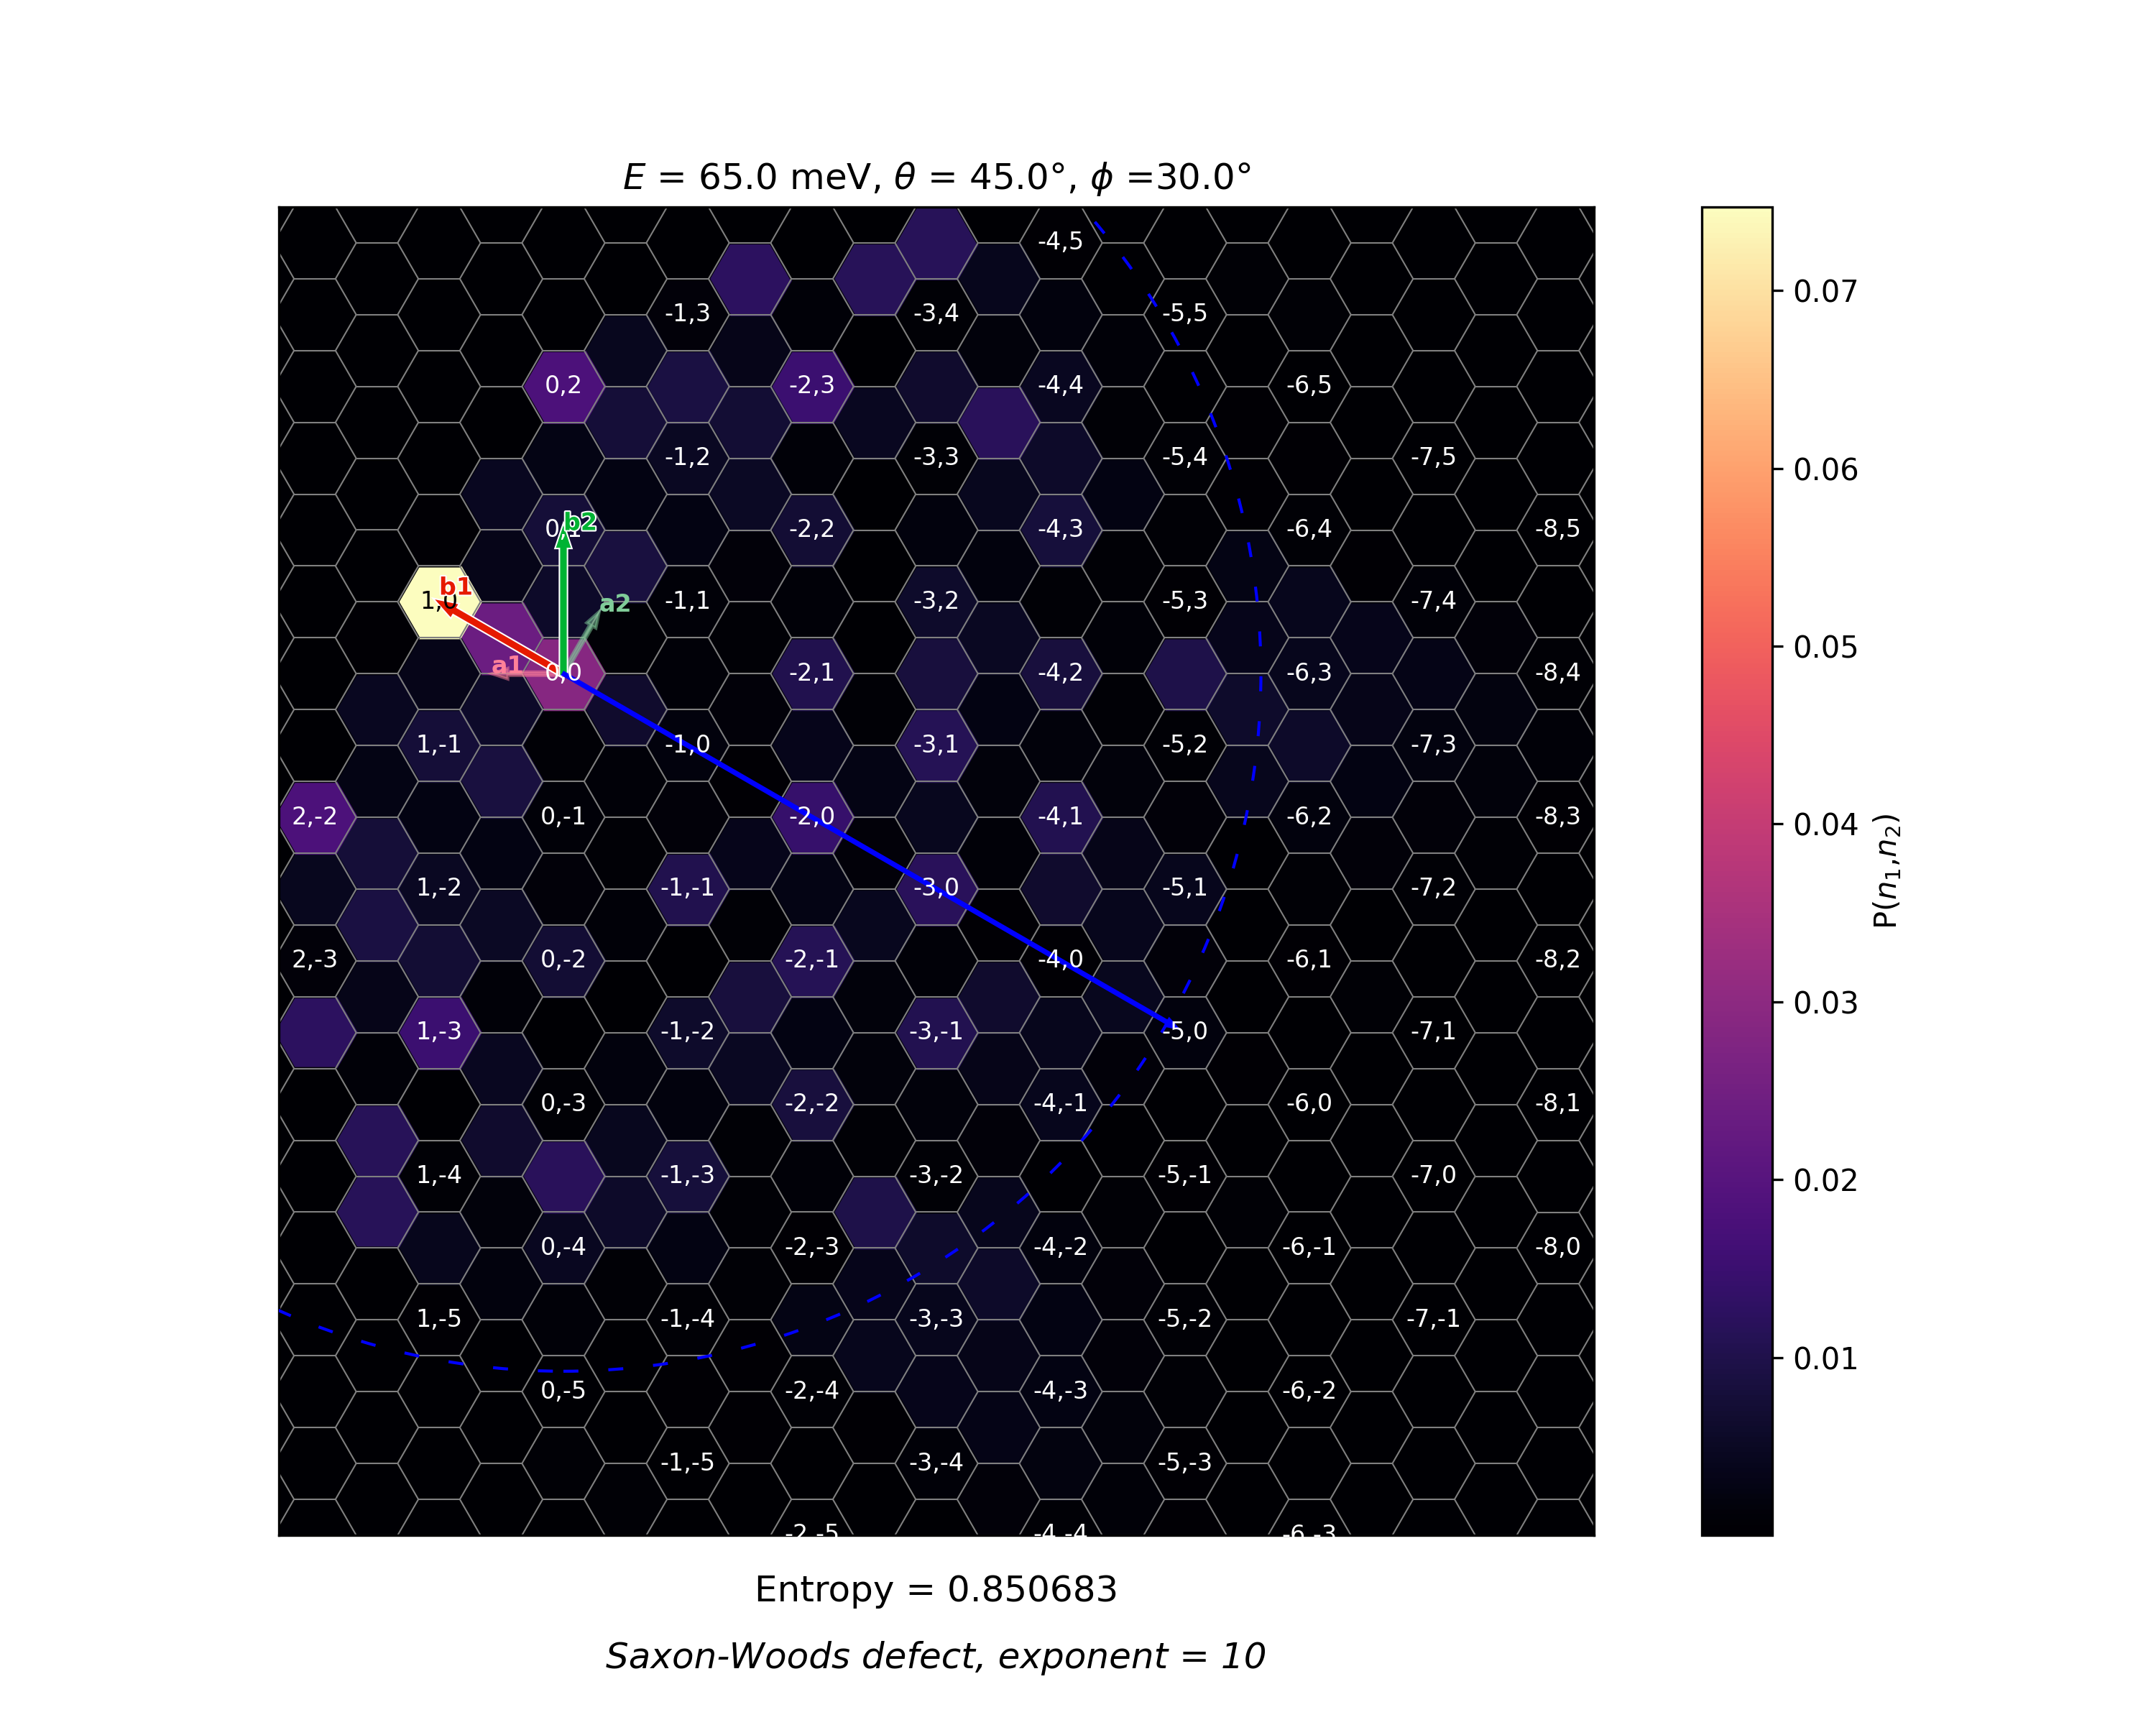 E = 65.0 meV, θ = 45.0°, ϕ =30.0°
-4,5
-1,3 -3,4 -5,5
0,2 -2,3 -4,4 -6,5
-1,2 -3,3 -5,4 -7,5
0,1 b2 -2,2 -4,3 -6,4 -8,5
1,0 b1 a2 -1,1 -3,2 -5,3 -7,4
a1 0,0 -2,1 -4,2 -6,3 -8,4
1,-1 -1,0 -3,1 -5,2 -7,3
2,-2 0,-1 -2,0 -4,1 -6,2 -8,3
1,-2 -1,-1 -3,0 -5,1 -7,2
2,-3 0,-2 -2,-1 -4,0 -6,1 -8,2
1,-3 -1,-2 -3,-1 -5,0 -7,1
0,-3 -2,-2 -4,-1 -6,0 -8,1
1,-4 -1,-3 -3,-2 -5,-1 -7,0
0,-4 -2,-3 -4,-2 -6,-1 -8,0
1,-5 -1,-4 -3,-3 -5,-2 -7,-1
0,-5 -2,-4 -4,-3 -6,-2
-1,-5 -3,-4 -5,-3
-2,-5 -4,-4 -6,-3
0.07
0.06
0.05
0.04
0.03
0.02
0.01
P(n₁,n₂)
Entropy = 0.850683
Saxon-Woods defect, exponent = 10